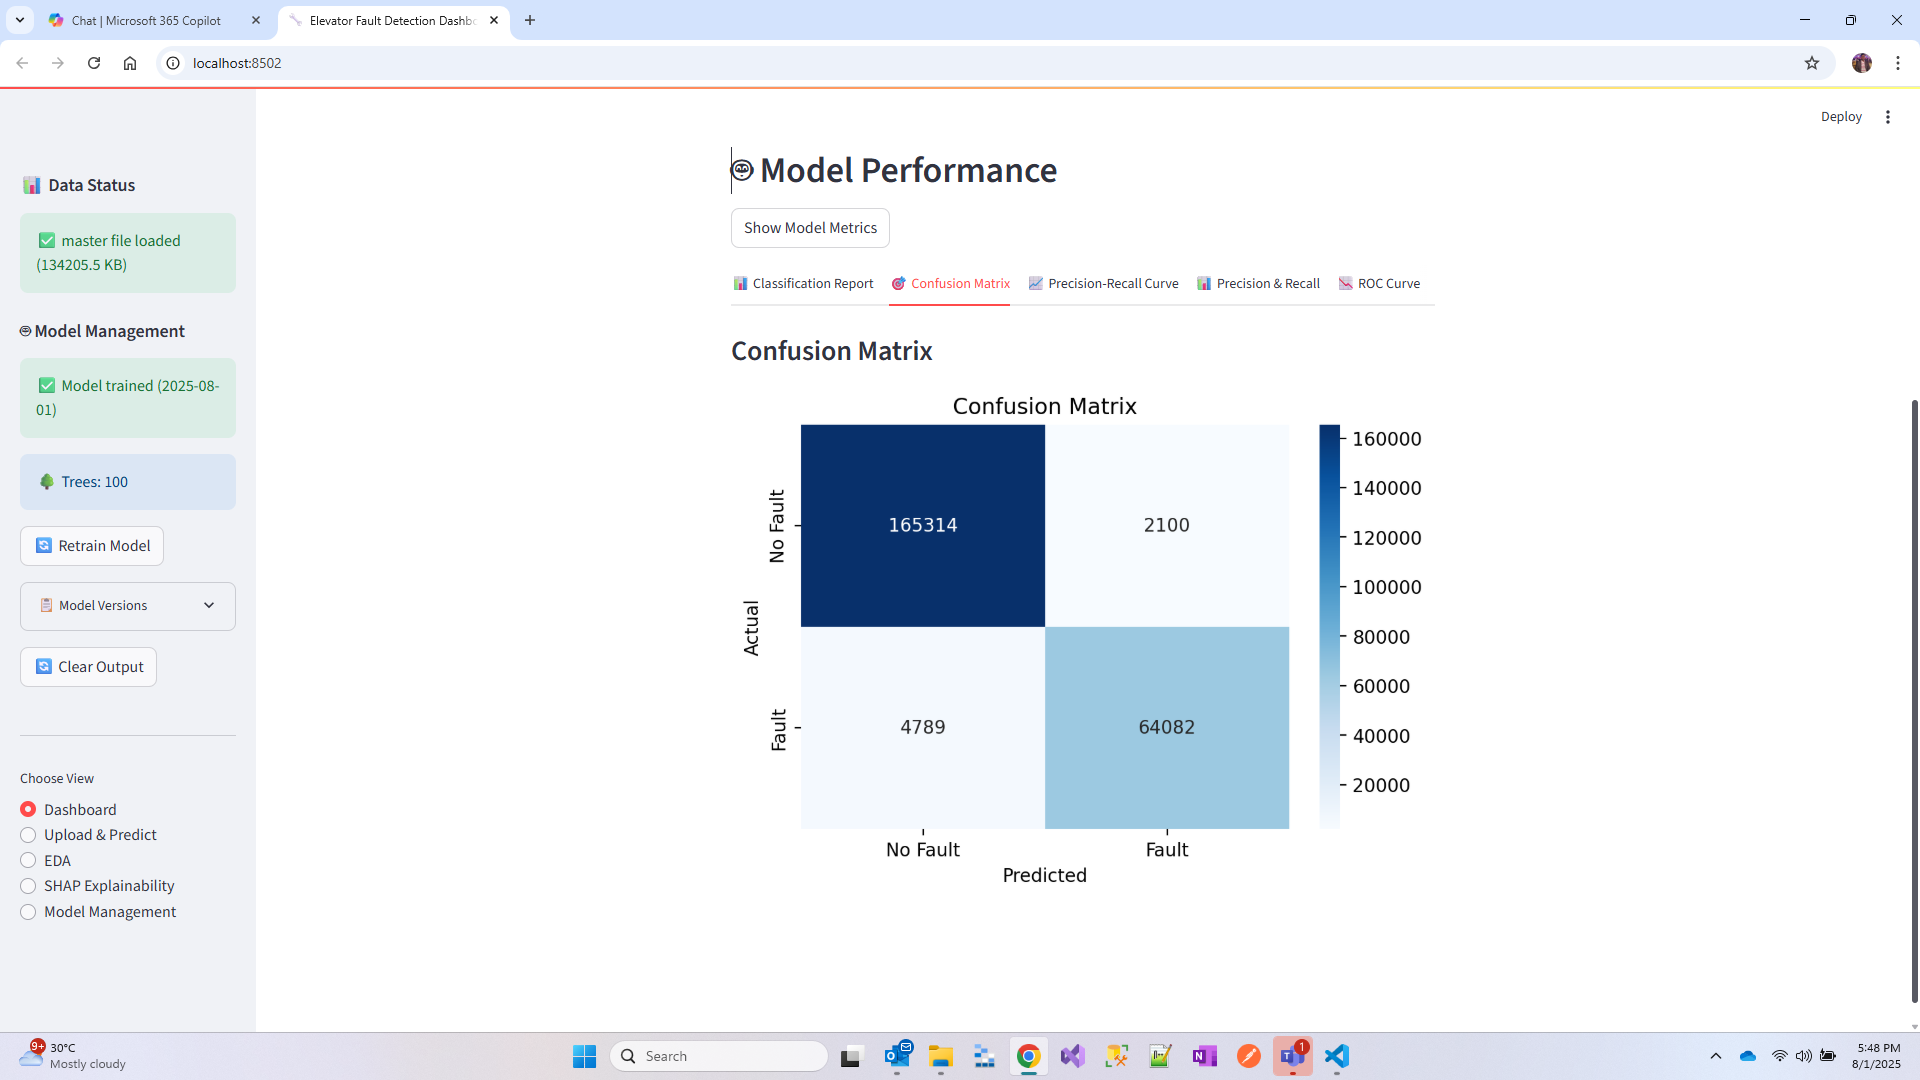 Chat | Microsoft 365 Copilot
Elevator Fault Detection Dashbo
localhost:8502
Deploy
📊 Data Status
✅ master file loaded
(134205.5 KB)
🤖 Model Management
✅ Model trained (2025-08-
01)
🌳 Trees: 100
🔄 Retrain Model
📋 Model Versions
🔄 Clear Output
Choose View
Dashboard
Upload & Predict
EDA
SHAP Explainability
Model Management
🤖 Model Performance
Show Model Metrics
📊 Classification Report
🎯 Confusion Matrix
📈 Precision-Recall Curve
📊 Precision & Recall
📉 ROC Curve
Confusion Matrix
Confusion Matrix
Actual
No Fault
Fault
165314
2100
4789
64082
No Fault
Fault
Predicted
160000
140000
120000
100000
80000
60000
40000
20000
9+
30°C
Mostly cloudy
Search
1
5:48 PM
8/1/2025